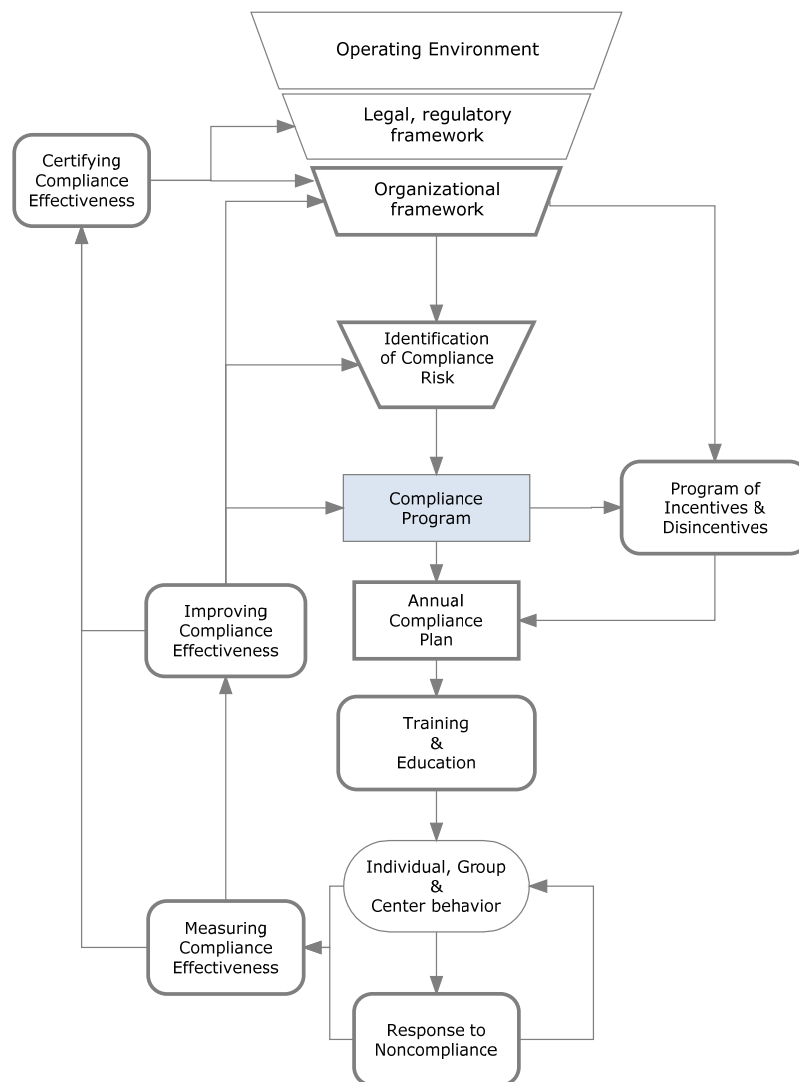 Operating Environment
Legal, regulatory
framework
Certifying
Compliance
Effectiveness
Organizational
framework
Identification
of Compliance
Risk
Compliance
Program
Program of
Incentives &
Disincentives
Annual
Compliance
Plan
Improving
Compliance
Effectiveness
Training
&
Education
Individual, Group
&
Center behavior
Measuring
Compliance
Effectiveness
Response to
Noncompliance